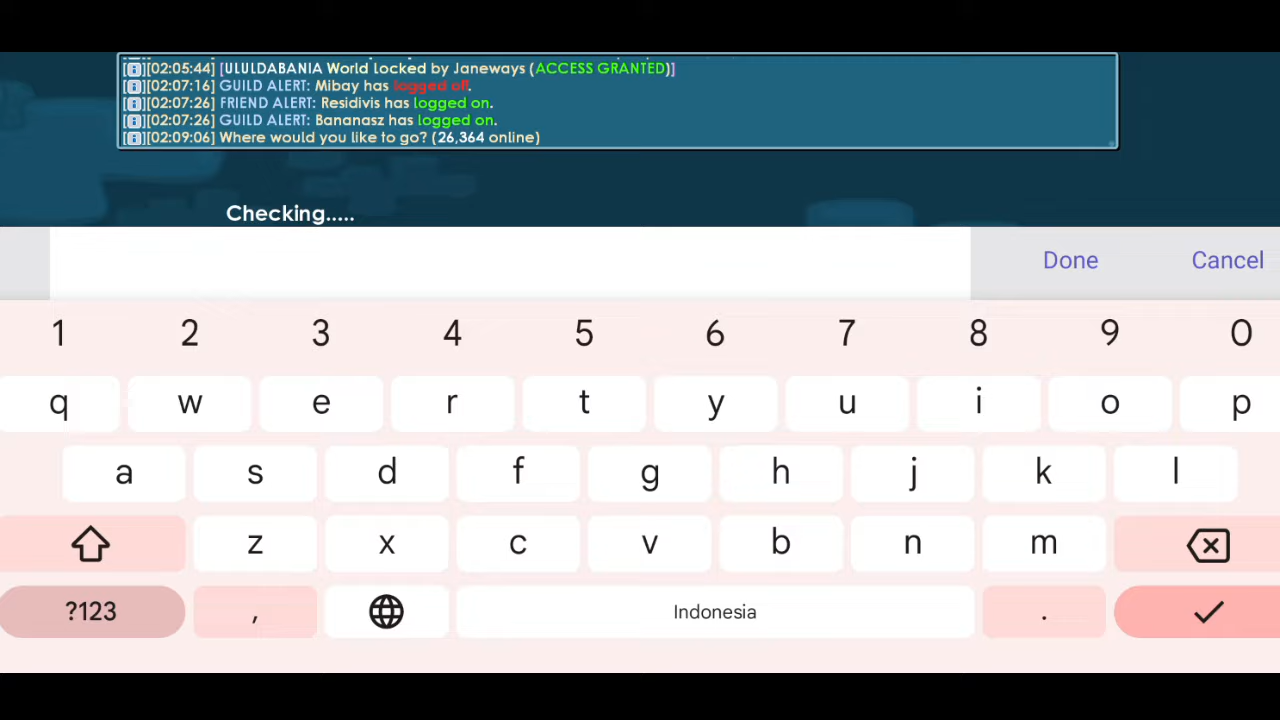 [02:05:44] [ULULDABANIA World Locked by Janeways (ACCESS GRANTED)]
[02:07:16] GUILD ALERT: Mibay has logged off.
[02:07:26] FRIEND ALERT: Residivis has logged on.
[02:07:26] GUILD ALERT: Bananasz has logged on.
[02:09:06] Where would you like to go? (26,364 online)
Checking.....
Done Cancel
1 2 3 4 5 6 7 8 9 0
q w e r t y u i o p
a s d f g h j k l
z x c v b n m
?123 , Indonesia .